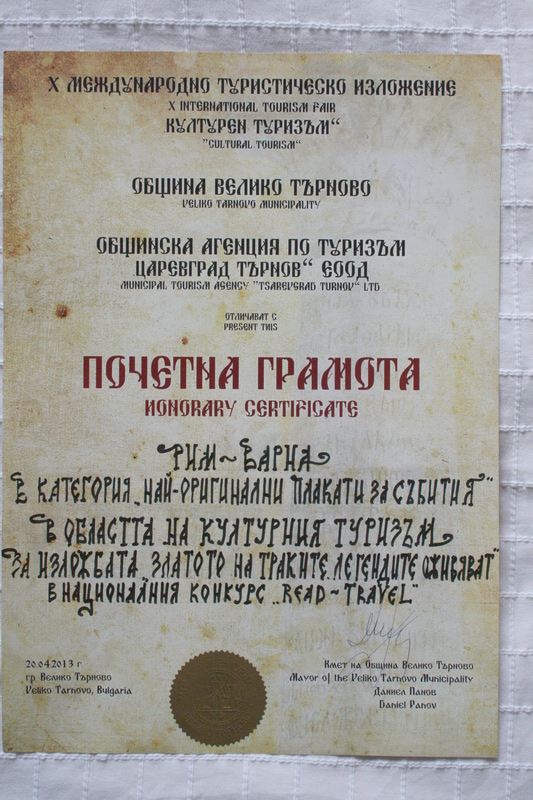 X МЕЖДУНАРОДНО ТУРИСТИЧЕСКО ИЗЛОЖЕНИЕ
X INTERNATIONAL TOURISM FAIR
КУЛТУРЕН ТУРИЗЪМ“
"CULTURAL TOURISM“
ОБЩИНА ВЕЛИКО ТЪРНОВО
VELIKO TARNOVO MUNICIPALITY
ОБЩИНСКА АГЕНЦИЯ ПО ТУРИЗЪМ
ЦАРЕВГРАД ТЪРНОВ“ ЕООД
MUNICIPAL TOURISM AGENCY "TSAREVGRAD TURNOV“ LTD
ОТЛИЧАВАТ С
PRESENT THIS
ПОЧЕТНА ГРАМОТА
HONORARY CERTIFICATE
РИМ~ВАРНА
В КАТЕГОРИЯ „НАЙ-ОРИГИНАЛНИ ПЛАКАТИ ЗА СЪБИТИЯ"
В ОБЛАСТТА НА КУЛТУРНИЯ ТУРИЗЪМ
ЗА ИЗЛОЖБАТА „ЗЛАТОТО НА ТРАКИТЕ. ЛЕГЕНДИТЕ ОЖИВЯВАТ"
В НАЦИОНАЛНИЯ КОНКУРС „READ~TRAVEL"
20.04.2013 г
гр. Велико Търново
Veliko Tarnovo, Bulgaria
Кмет на Община Велико Търново
Mayor of the Veliko Tarnovo Municipality
Даниел Панов
Daniel Panov